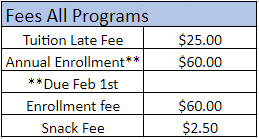 Fees All Programs
Tuition Late Fee $25.00
Annual Enrollment** $60.00
**Due Feb 1st
Enrollment fee $60.00
Snack Fee $2.50